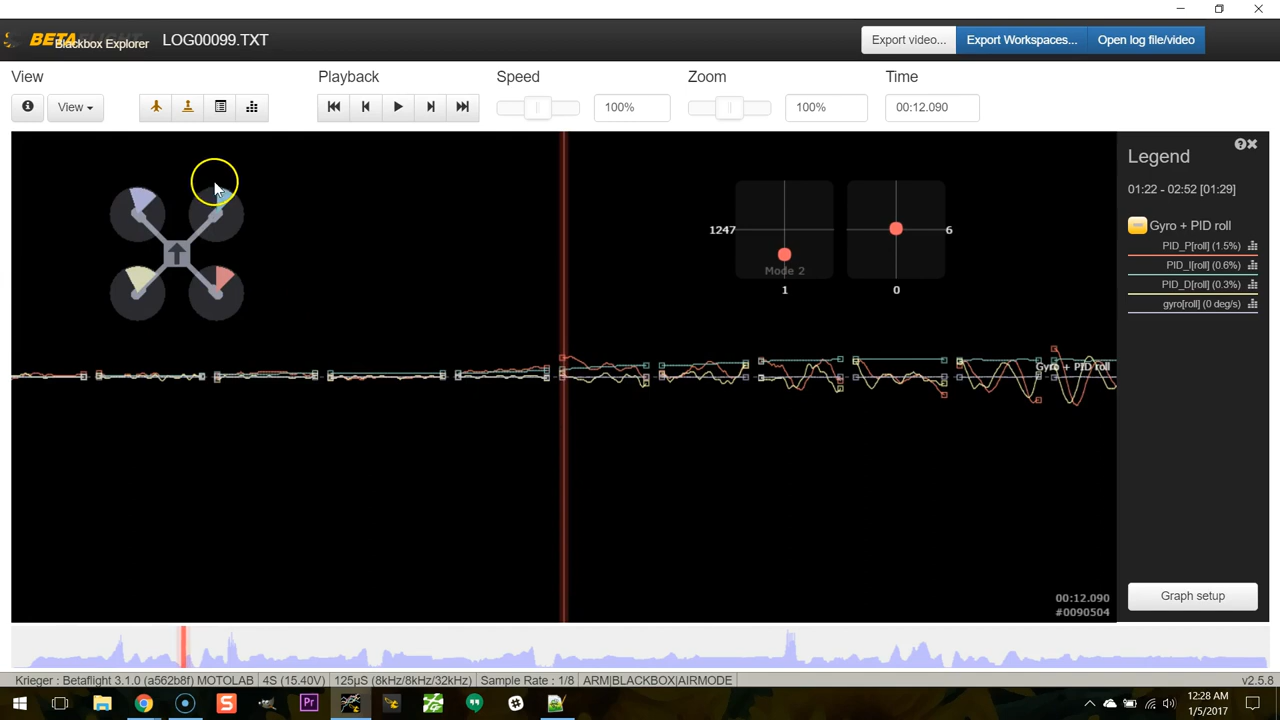 BETAFLIGHT
Blackbox Explorer
LOG00099.TXT
Export video...
Export Workspaces...
Open log file/video
View
Playback
Speed
Zoom
Time
View
100%
100%
00:12.090
Legend
01:22 - 02:52 [01:29]
Gyro + PID roll
PID_P[roll] (1.5%)
PID_I[roll] (0.6%)
PID_D[roll] (0.3%)
gyro[roll] (0 deg/s)
1247
6
Mode 2
1
0
Gyro + PID roll
00:12.090
#0090504
Graph setup
Krieger : Betaflight 3.1.0 (a562b8f) MOTOLAB
4S (15.40V)
125µS (8kHz/8kHz/32kHz)
Sample Rate : 1/8
ARM|BLACKBOX|AIRMODE
v2.5.8
12:28 AM
1/5/2017